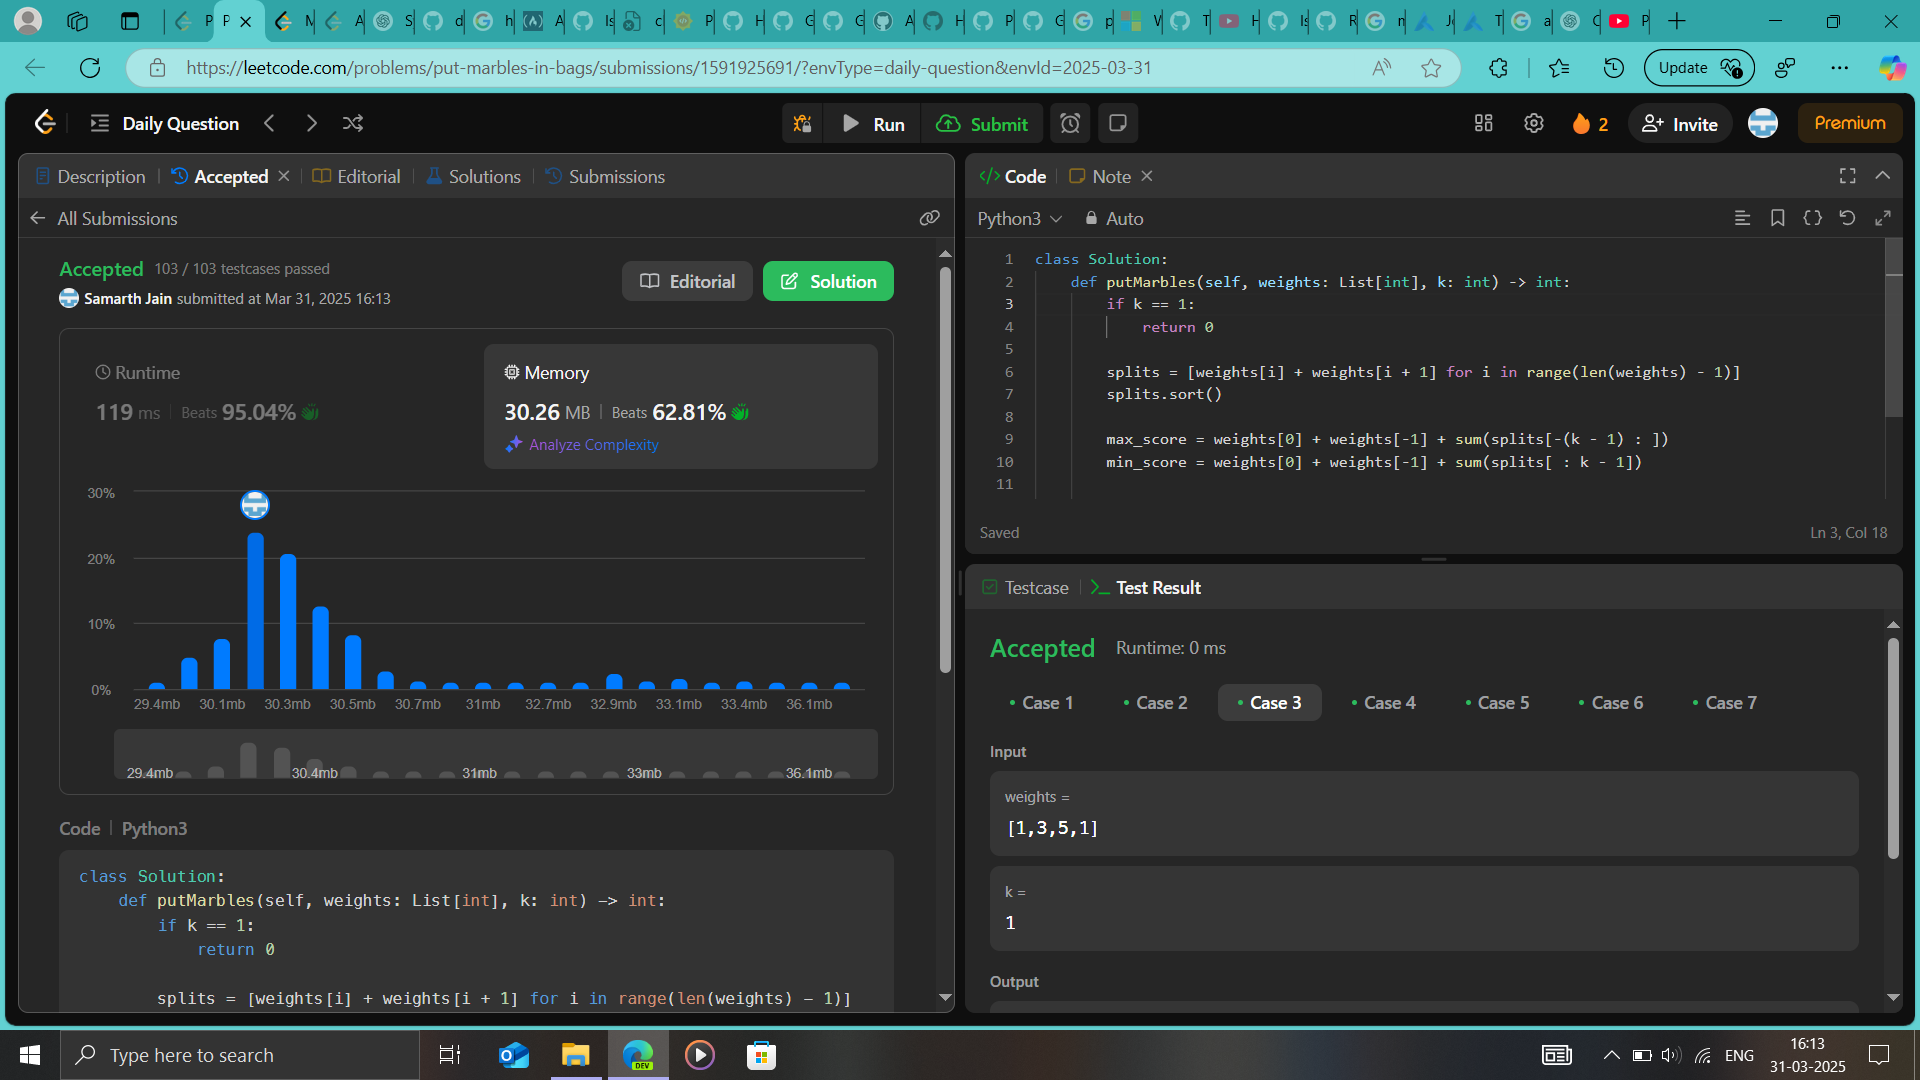 https://leetcode.com/problems/put-marbles-in-bags/submissions/1591925691/?envType=daily-question&envId=2025-03-31
Update
Daily Question
Run
Submit
2
Invite
Premium
Description
Accepted
Editorial
Solutions
Submissions
All Submissions
Accepted 103 / 103 testcases passed
Samarth Jain submitted at Mar 31, 2025 16:13
Editorial
Solution
Runtime
119 ms
Beats 95.04%
Memory
30.26 MB
Beats 62.81%
Analyze Complexity
30%
20%
10%
0%
29.4mb 30.1mb 30.3mb 30.5mb 30.7mb 31mb 32.7mb 32.9mb 33.1mb 33.4mb 36.1mb
29.4mb 30.4mb 31mb 33mb 36.1mb
Code
Python3
class Solution:
def putMarbles(self, weights: List[int], k: int) -> int:
if k == 1:
return 0
splits = [weights[i] + weights[i + 1] for i in range(len(weights) - 1)]
Code
Note
Python3
Auto
1 class Solution:
2 def putMarbles(self, weights: List[int], k: int) -> int:
3 if k == 1:
4 return 0
5
6 splits = [weights[i] + weights[i + 1] for i in range(len(weights) - 1)]
7 splits.sort()
8
9 max_score = weights[0] + weights[-1] + sum(splits[-(k - 1) : ])
10 min_score = weights[0] + weights[-1] + sum(splits[ : k - 1])
11
Saved
Ln 3, Col 18
Testcase
Test Result
Accepted Runtime: 0 ms
Case 1 Case 2 Case 3 Case 4 Case 5 Case 6 Case 7
Input
weights =
[1,3,5,1]
k =
1
Output
Type here to search
DEV
ENG
16:13
31-03-2025